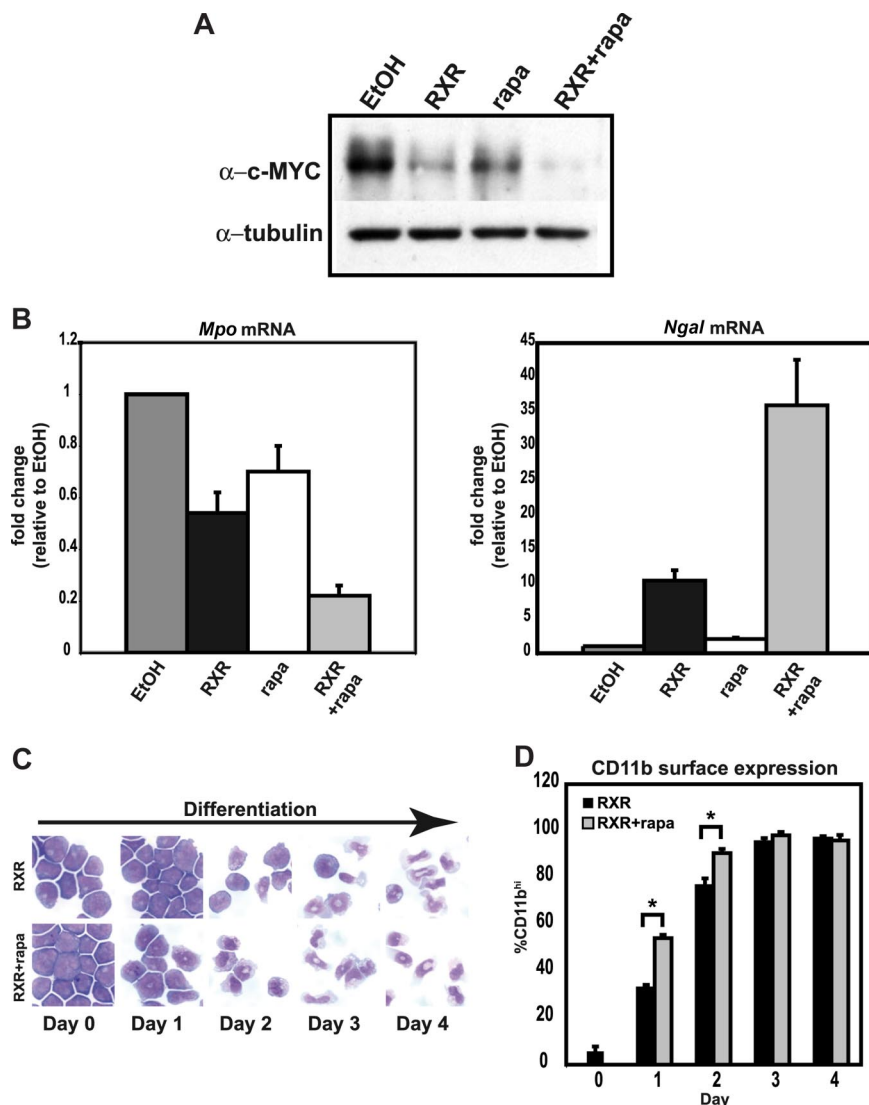 A
EtOH
RXR
rapa
RXR+rapa
α–c-MYC
α–tubulin
B
Mpo mRNA
fold change
(relative to EtOH)
1.2
1
0.8
0.6
0.4
0.2
0
EtOH
RXR
rapa
RXR
+rapa
Ngal mRNA
fold change
(relative to EtOH)
45
40
35
30
25
20
15
10
5
0
EtOH
RXR
rapa
RXR
+rapa
C
Differentiation
RXR
RXR+rapa
Day 0
Day 1
Day 2
Day 3
Day 4
D
CD11b surface expression
RXR
RXR+rapa
%CD11bʰⁱ
120
100
80
60
40
20
0
*
*
0
1
2
3
4
Day